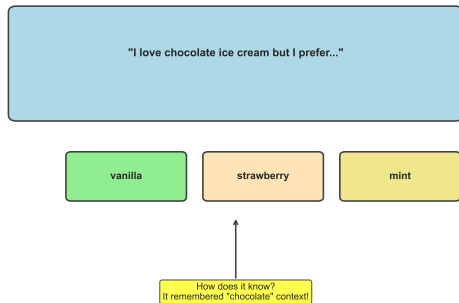 "I love chocolate ice cream but I prefer..."
vanilla
strawberry
mint
How does it know?
It remembered "chocolate" context!